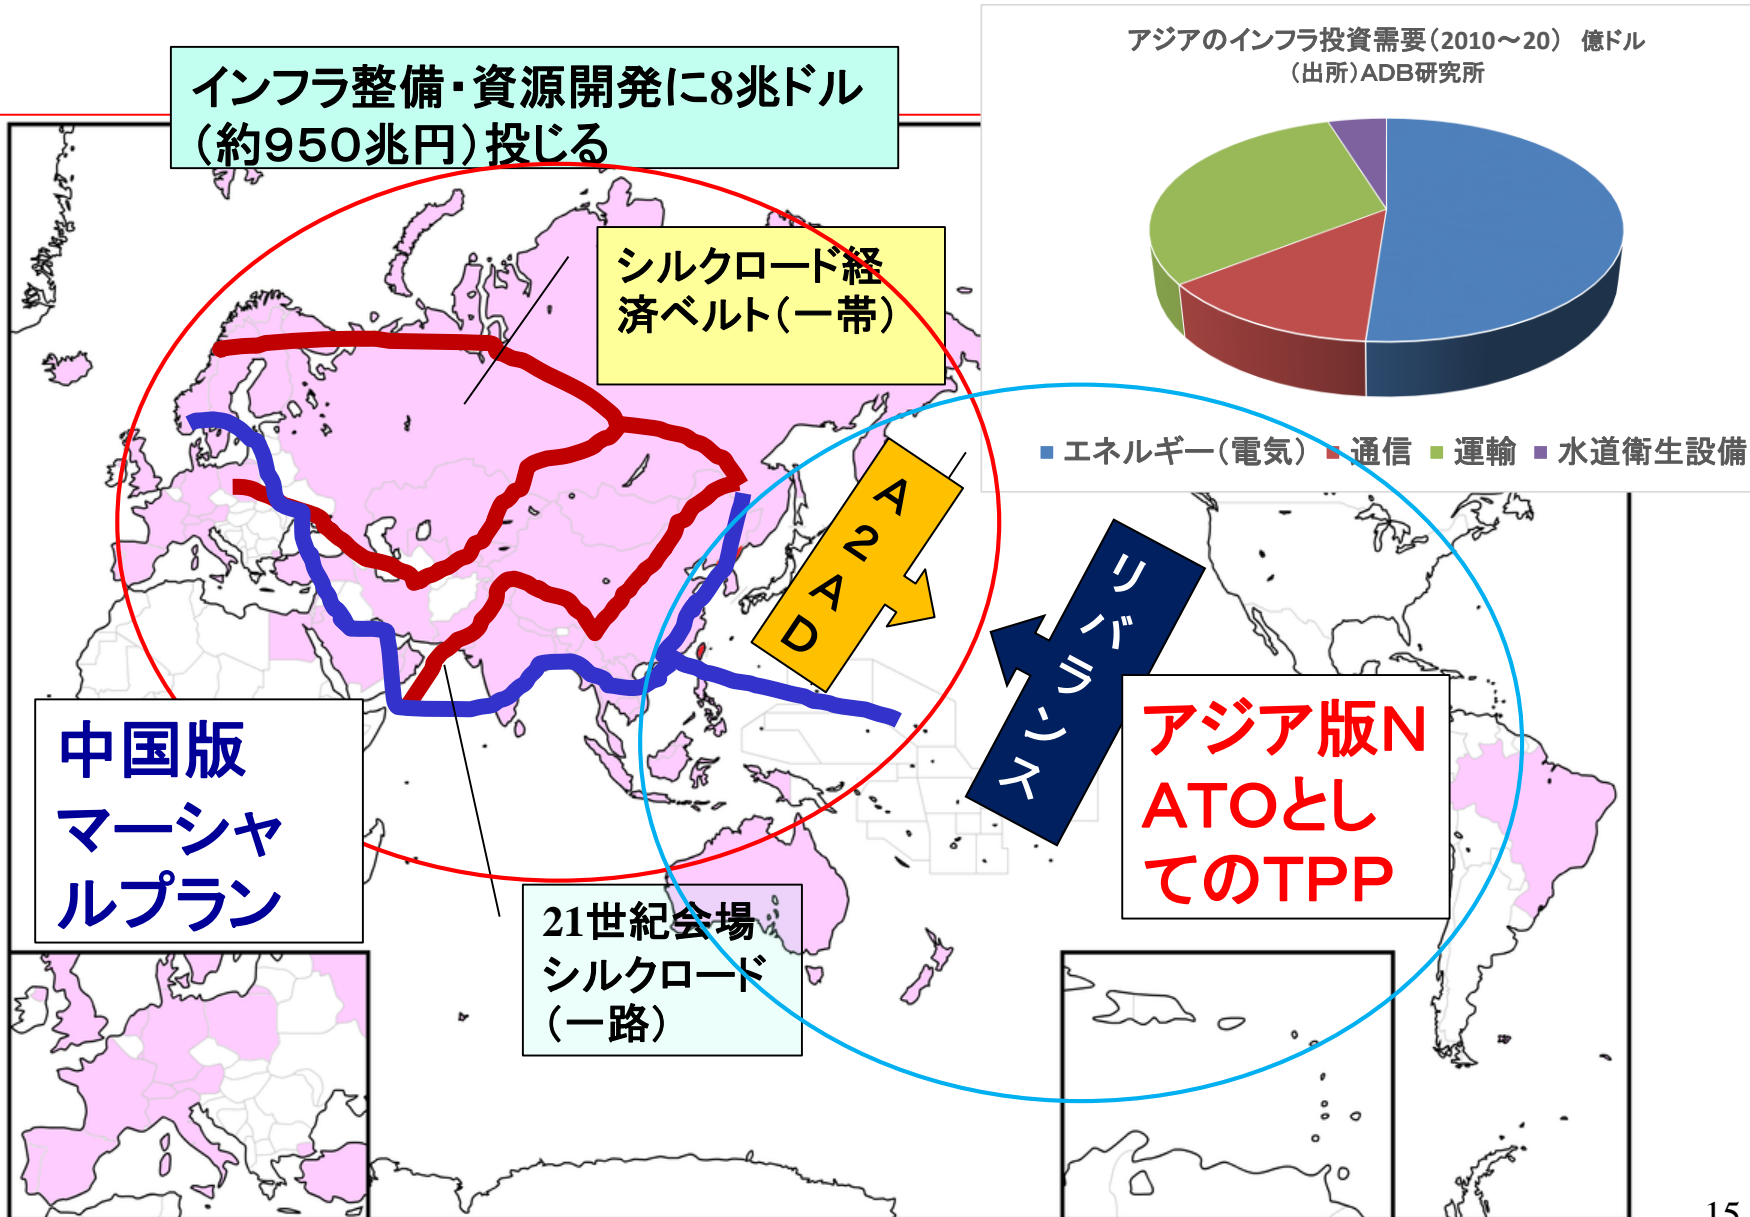 アジアのインフラ投資需要（2010～20） 億ドル
（出所）ADB研究所
インフラ整備・資源開発に8兆ドル
（約950兆円）投じる
シルクロード経
済ベルト（一帯）
エネルギー（電気）
通信
運輸
水道衛生設備
A2AD
リバランス
中国版
マーシャ
ルプラン
アジア版N
ATOとし
てのTPP
21世紀会場
シルクロード
（一路）
15